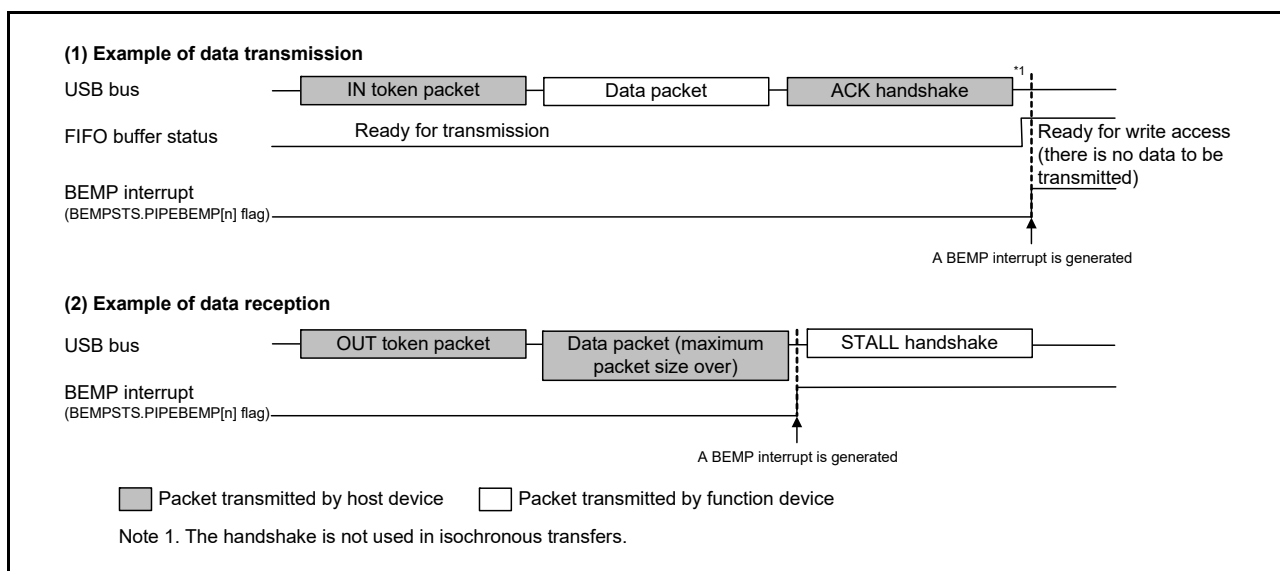 (1) Example of data transmission
USB bus
IN token packet
Data packet
ACK handshake
*1
FIFO buffer status
Ready for transmission
Ready for write access
(there is no data to be
transmitted)
BEMP interrupt
(BEMPSTS.PIPEBEMP[n] flag)
A BEMP interrupt is generated
(2) Example of data reception
USB bus
OUT token packet
Data packet (maximum
packet size over)
STALL handshake
BEMP interrupt
(BEMPSTS.PIPEBEMP[n] flag)
A BEMP interrupt is generated
Packet transmitted by host device
Packet transmitted by function device
Note 1. The handshake is not used in isochronous transfers.